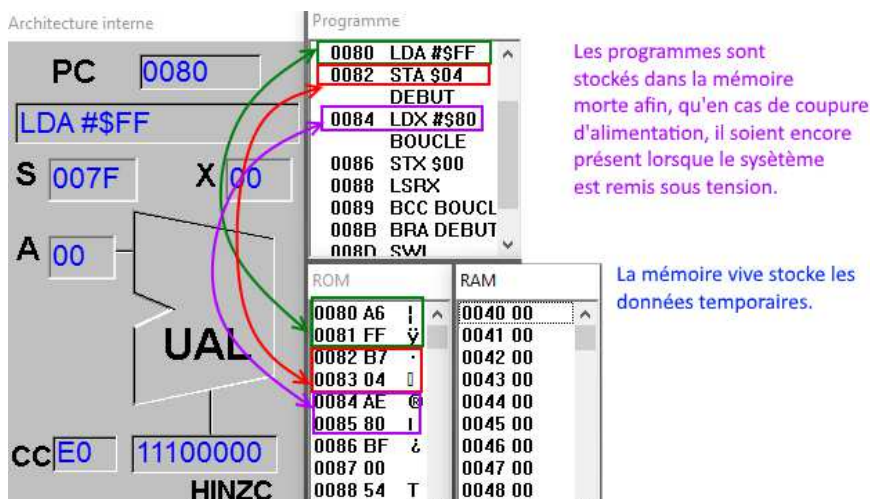 Architecture interne
PC 0080
LDA #$FF
S 007F X 00
A 00
UAL
CC E0 11100000
HINZC
Programme
0080 LDA #$FF
0082 STA $04
DEBUT
0084 LDX #$80
BOUCLE
0086 STX $00
0088 LSRX
0089 BCC BOUCL
008B BRA DEBUT
008D SWI
ROM
0080 A6 ¦
0081 FF ÿ
0082 B7 ·
0083 04
0084 AE ®
0085 80 ı
0086 BF ¿
0087 00
0088 54 T
RAM
0040 00
0041 00
0042 00
0043 00
0044 00
0045 00
0046 00
0047 00
0048 00
Les programmes sont
stockés dans la mémoire
morte afin, qu'en cas de coupure
d'alimentation, il soient encore
présent lorsque le sysètème
est remis sous tension.
La mémoire vive stocke les
données temporaires.